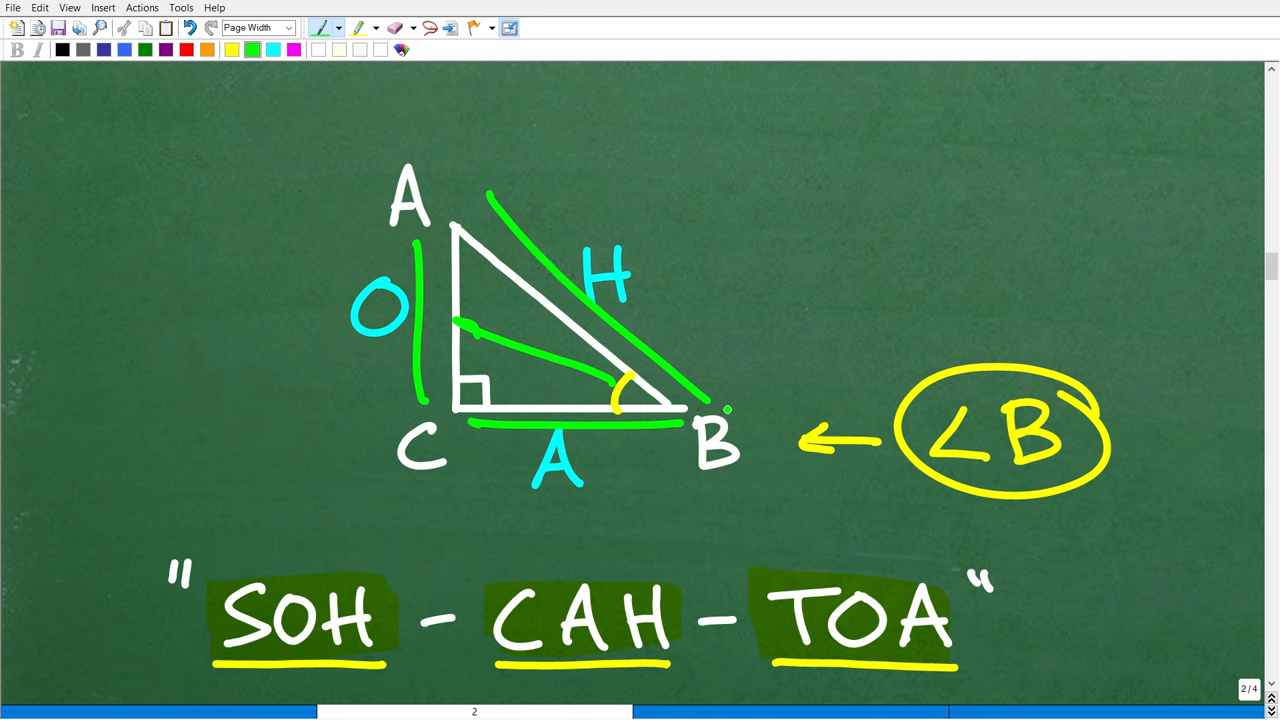 File Edit View Insert Actions Tools Help
Page Width
B I
A
O H
C A B ∠B
"SOH - CAH - TOA"
2/4
2